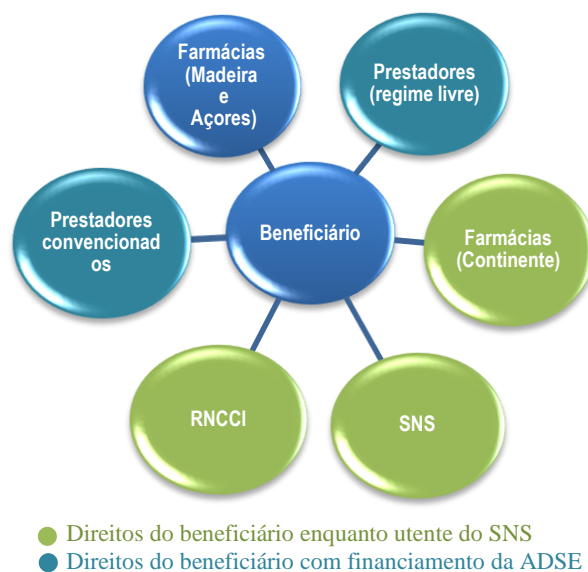 Farmácias
(Madeira
e
Açores)
Prestadores
(regime livre)
Prestadores
convencionad
os
Beneficiário
Farmácias
(Continente)
RNCCI
SNS
Direitos do beneficiário enquanto utente do SNS
Direitos do beneficiário com financiamento da ADSE